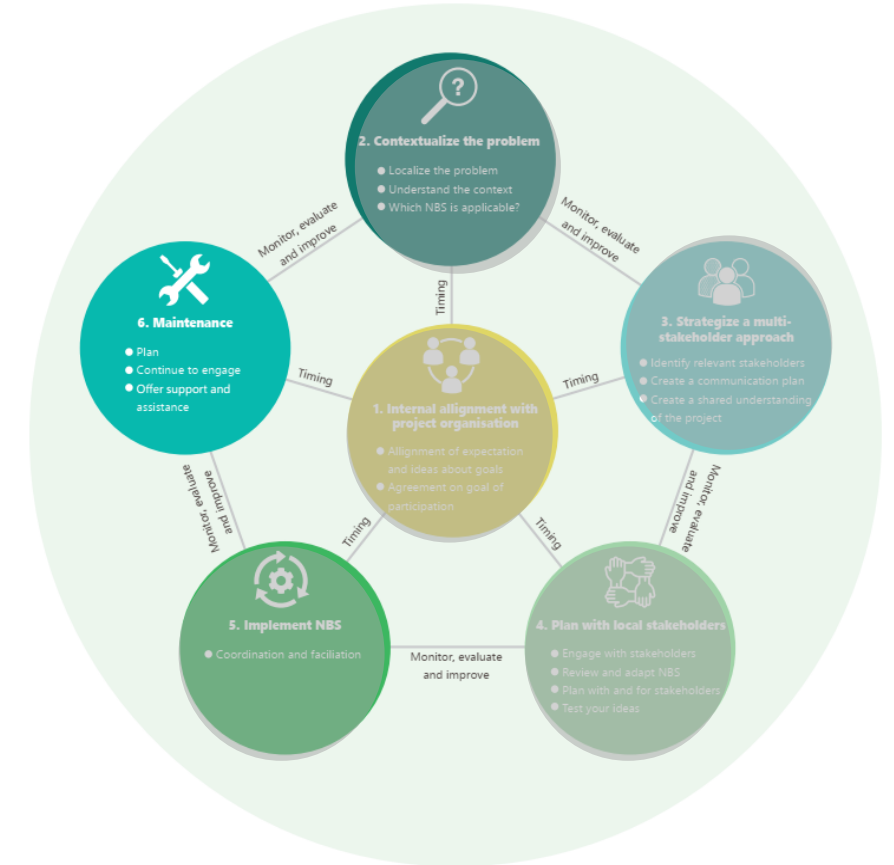 ?
2. Contextualize the problem
Localize the problem
Understand the context
Which NBS is applicable?
Monitor, evaluate
and improve
Monitor, evaluate
and improve
Timing
6. Maintenance
Plan
Continue to engage
Offer support and
assistance
3. Strategize a multi-
stakeholder approach
Identify relevant stakeholders
Create a communication plan
Create a shared understanding
of the project
Timing
Timing
1. Internal allignment with
project organisation
Allignment of expectation
and ideas about goals
Agreement on goal of
participation
Monitor, evaluate
and improve
Monitor, evaluate
and improve
Timing
Timing
5. Implement NBS
Coordination and faciliation
Monitor, evaluate
and improve
4. Plan with local stakeholders
Engage with stakeholders
Review and adapt NBS
Plan with and for stakeholders
Test your ideas